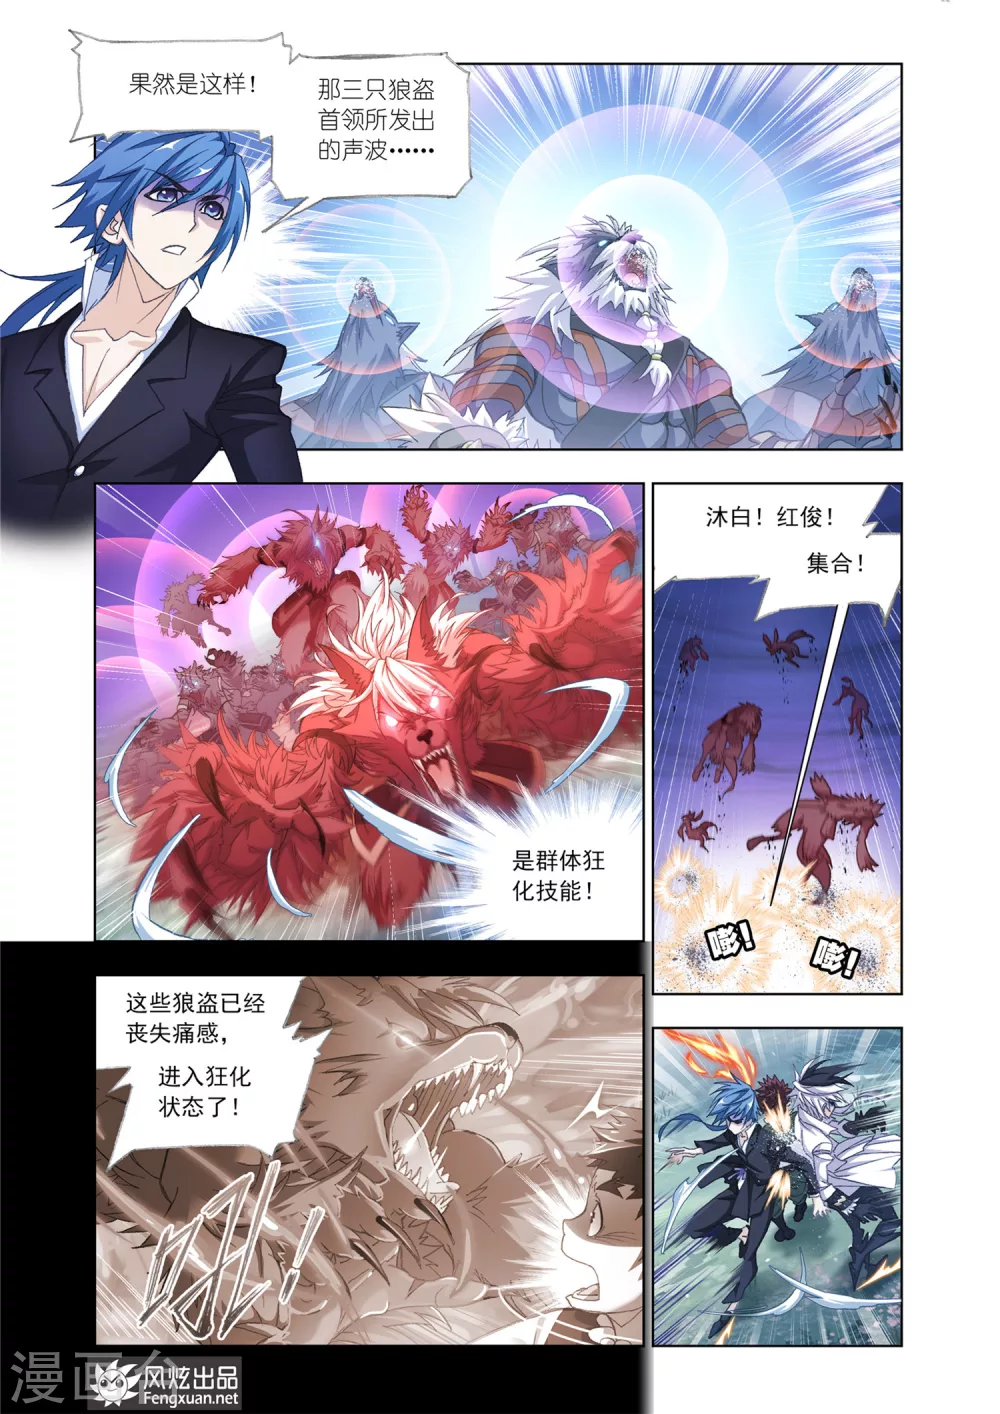 果然是这样！
那三只狼盗
首领所发出
的声波……
是群体狂
化技能！
沐白！红俊！
集合！
嘭！
嘭！
这些狼盗已经
丧失痛感，
进入狂化
状态了！
吼！
漫画台
风炫出品
Fengxuan.net